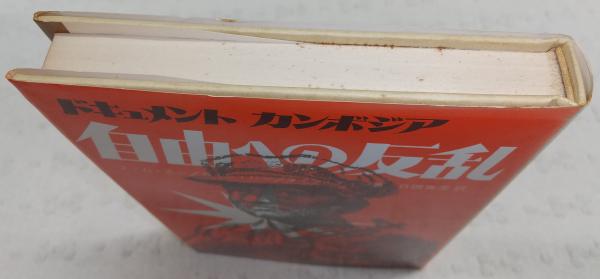 ドキュメント カンボジア
自由への反乱